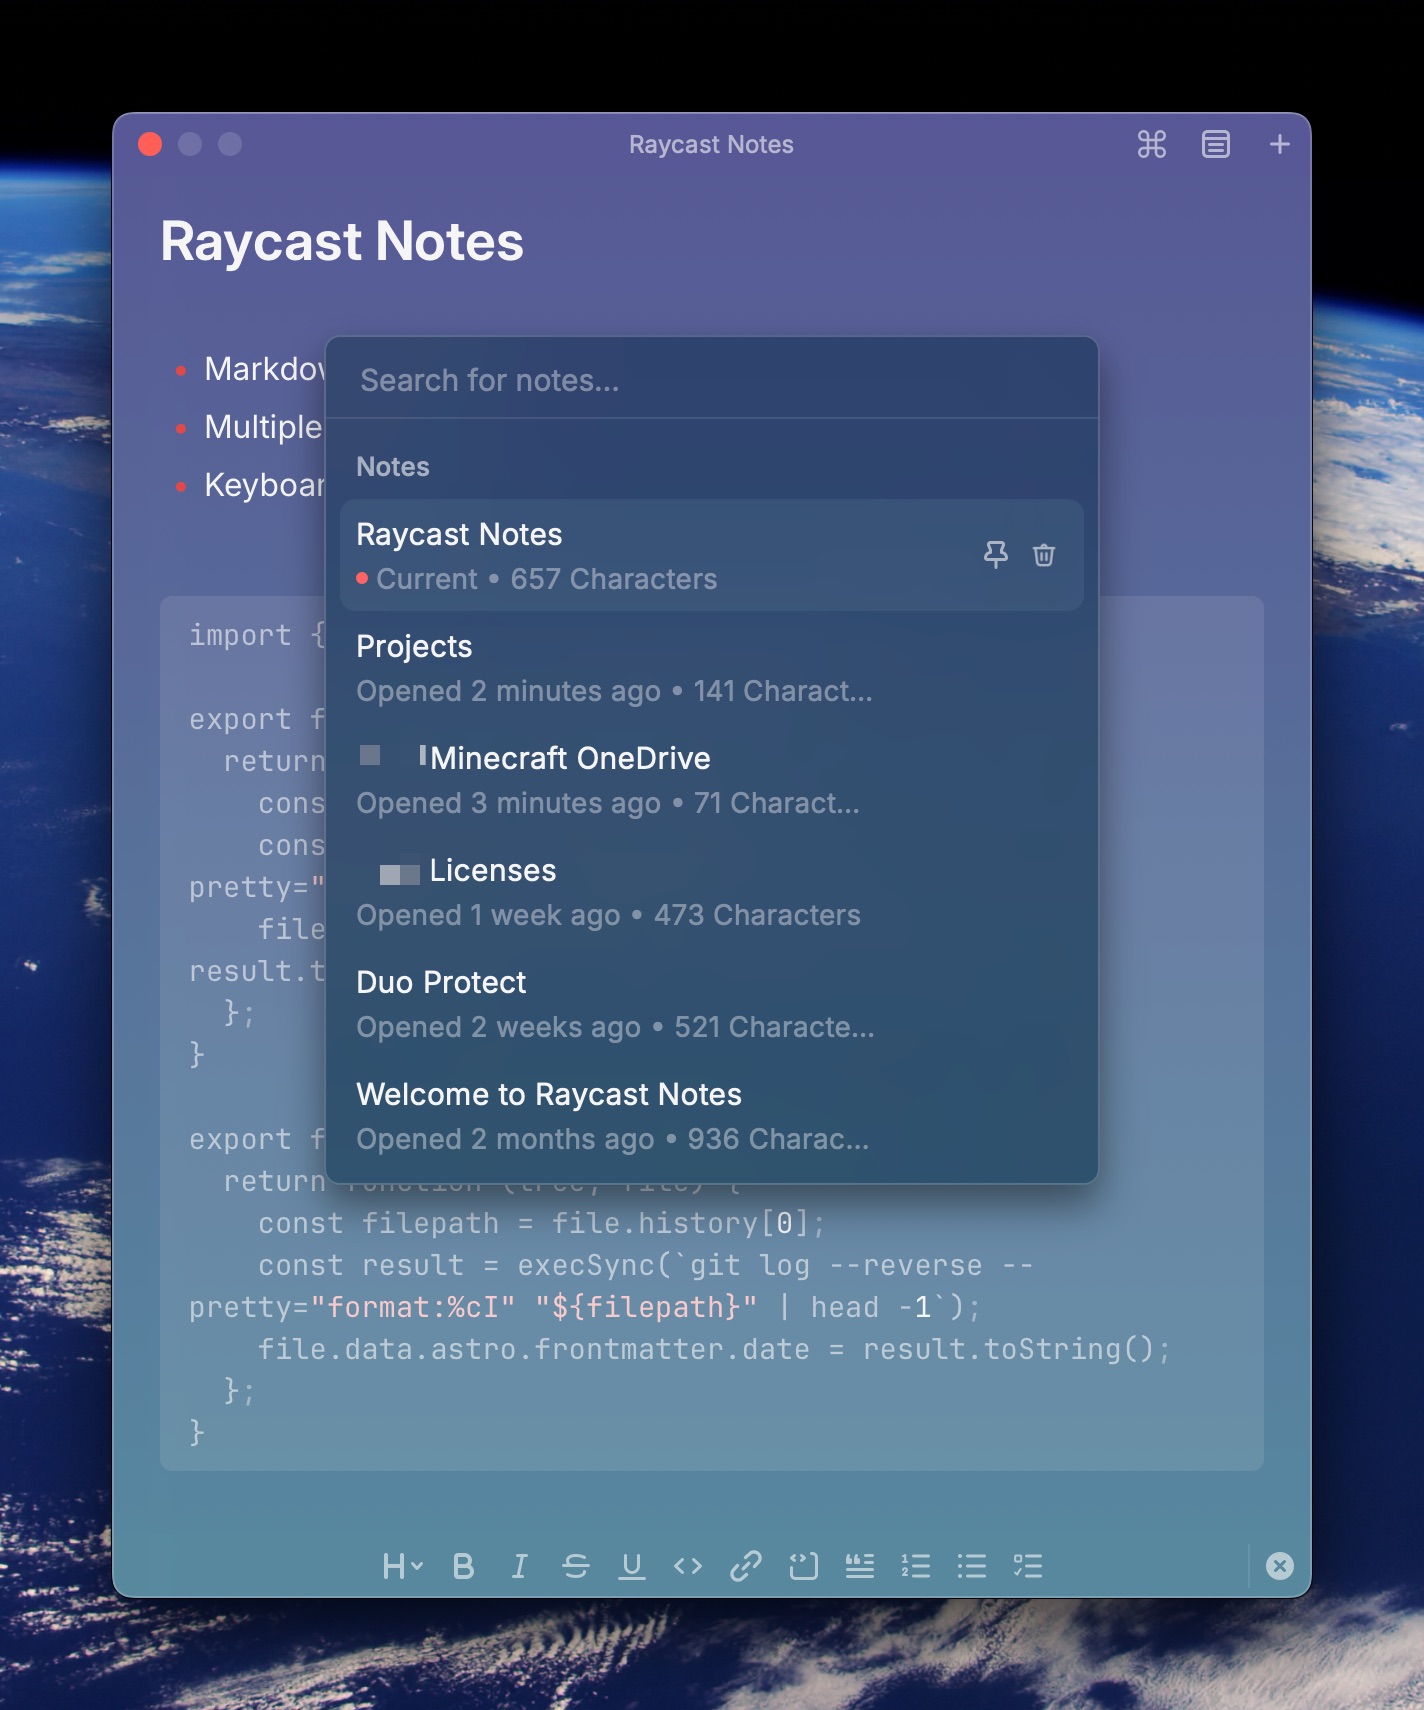 Raycast Notes
Raycast Notes
Search for notes...
Notes
Raycast Notes
Current • 657 Characters
Projects
Opened 2 minutes ago • 141 Charact...
Minecraft OneDrive
Opened 3 minutes ago • 71 Charact...
Licenses
Opened 1 week ago • 473 Characters
Duo Protect
Opened 2 weeks ago • 521 Characte...
Welcome to Raycast Notes
Opened 2 months ago • 936 Charac...
• Markdow
• Multiple
• Keyboar
import {
export f
return
cons
cons
pretty="
file
result.t
};
}
export f
return function (tree, file) {
const filepath = file.history[0];
const result = execSync(`git log --reverse --
pretty="format:%cI" "${filepath}" | head -1`);
file.data.astro.frontmatter.date = result.toString();
};
}
H B I S U